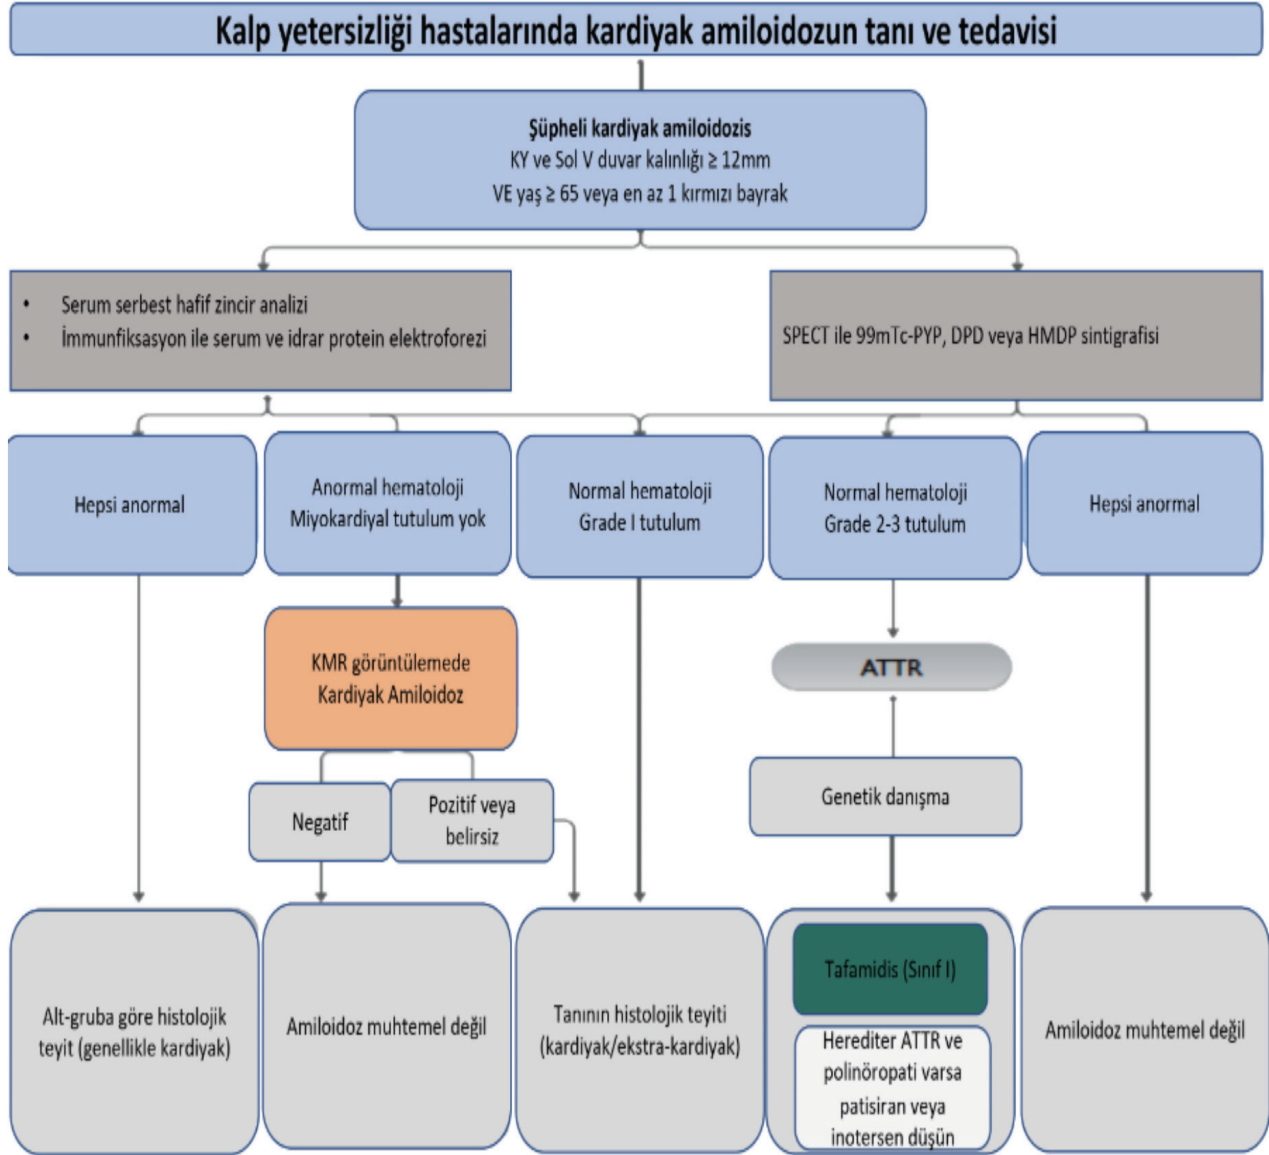 Kalp yetersizliği hastalarında kardiyak amiloidozun tanı ve tedavisi
Şüpheli kardiyak amiloidozis
KY ve Sol V duvar kalınlığı ≥ 12mm
VE yaş ≥ 65 veya en az 1 kırmızı bayrak
• Serum serbest hafif zincir analizi
• İmmunfiksasyon ile serum ve idrar protein elektroforezi
SPECT ile 99mTc-PYP, DPD veya HMDP sintigrafisi
Hepsi anormal
Anormal hematoloji
Miyokardiyal tutulum yok
Normal hematoloji
Grade I tutulum
Normal hematoloji
Grade 2-3 tutulum
Hepsi anormal
KMR görüntülemede
Kardiyak Amiloidoz
ATTR
Negatif
Pozitif veya
belirsiz
Genetik danışma
Alt-gruba göre histolojik
teyit (genellikle kardiyak)
Amiloidoz muhtemel değil
Tanının histolojik teyiti
(kardiyak/ekstra-kardiyak)
Tafamidis (Sınıf I)
Herediter ATTR ve
polinöropati varsa
patisiran veya
inotersen düşün
Amiloidoz muhtemel değil